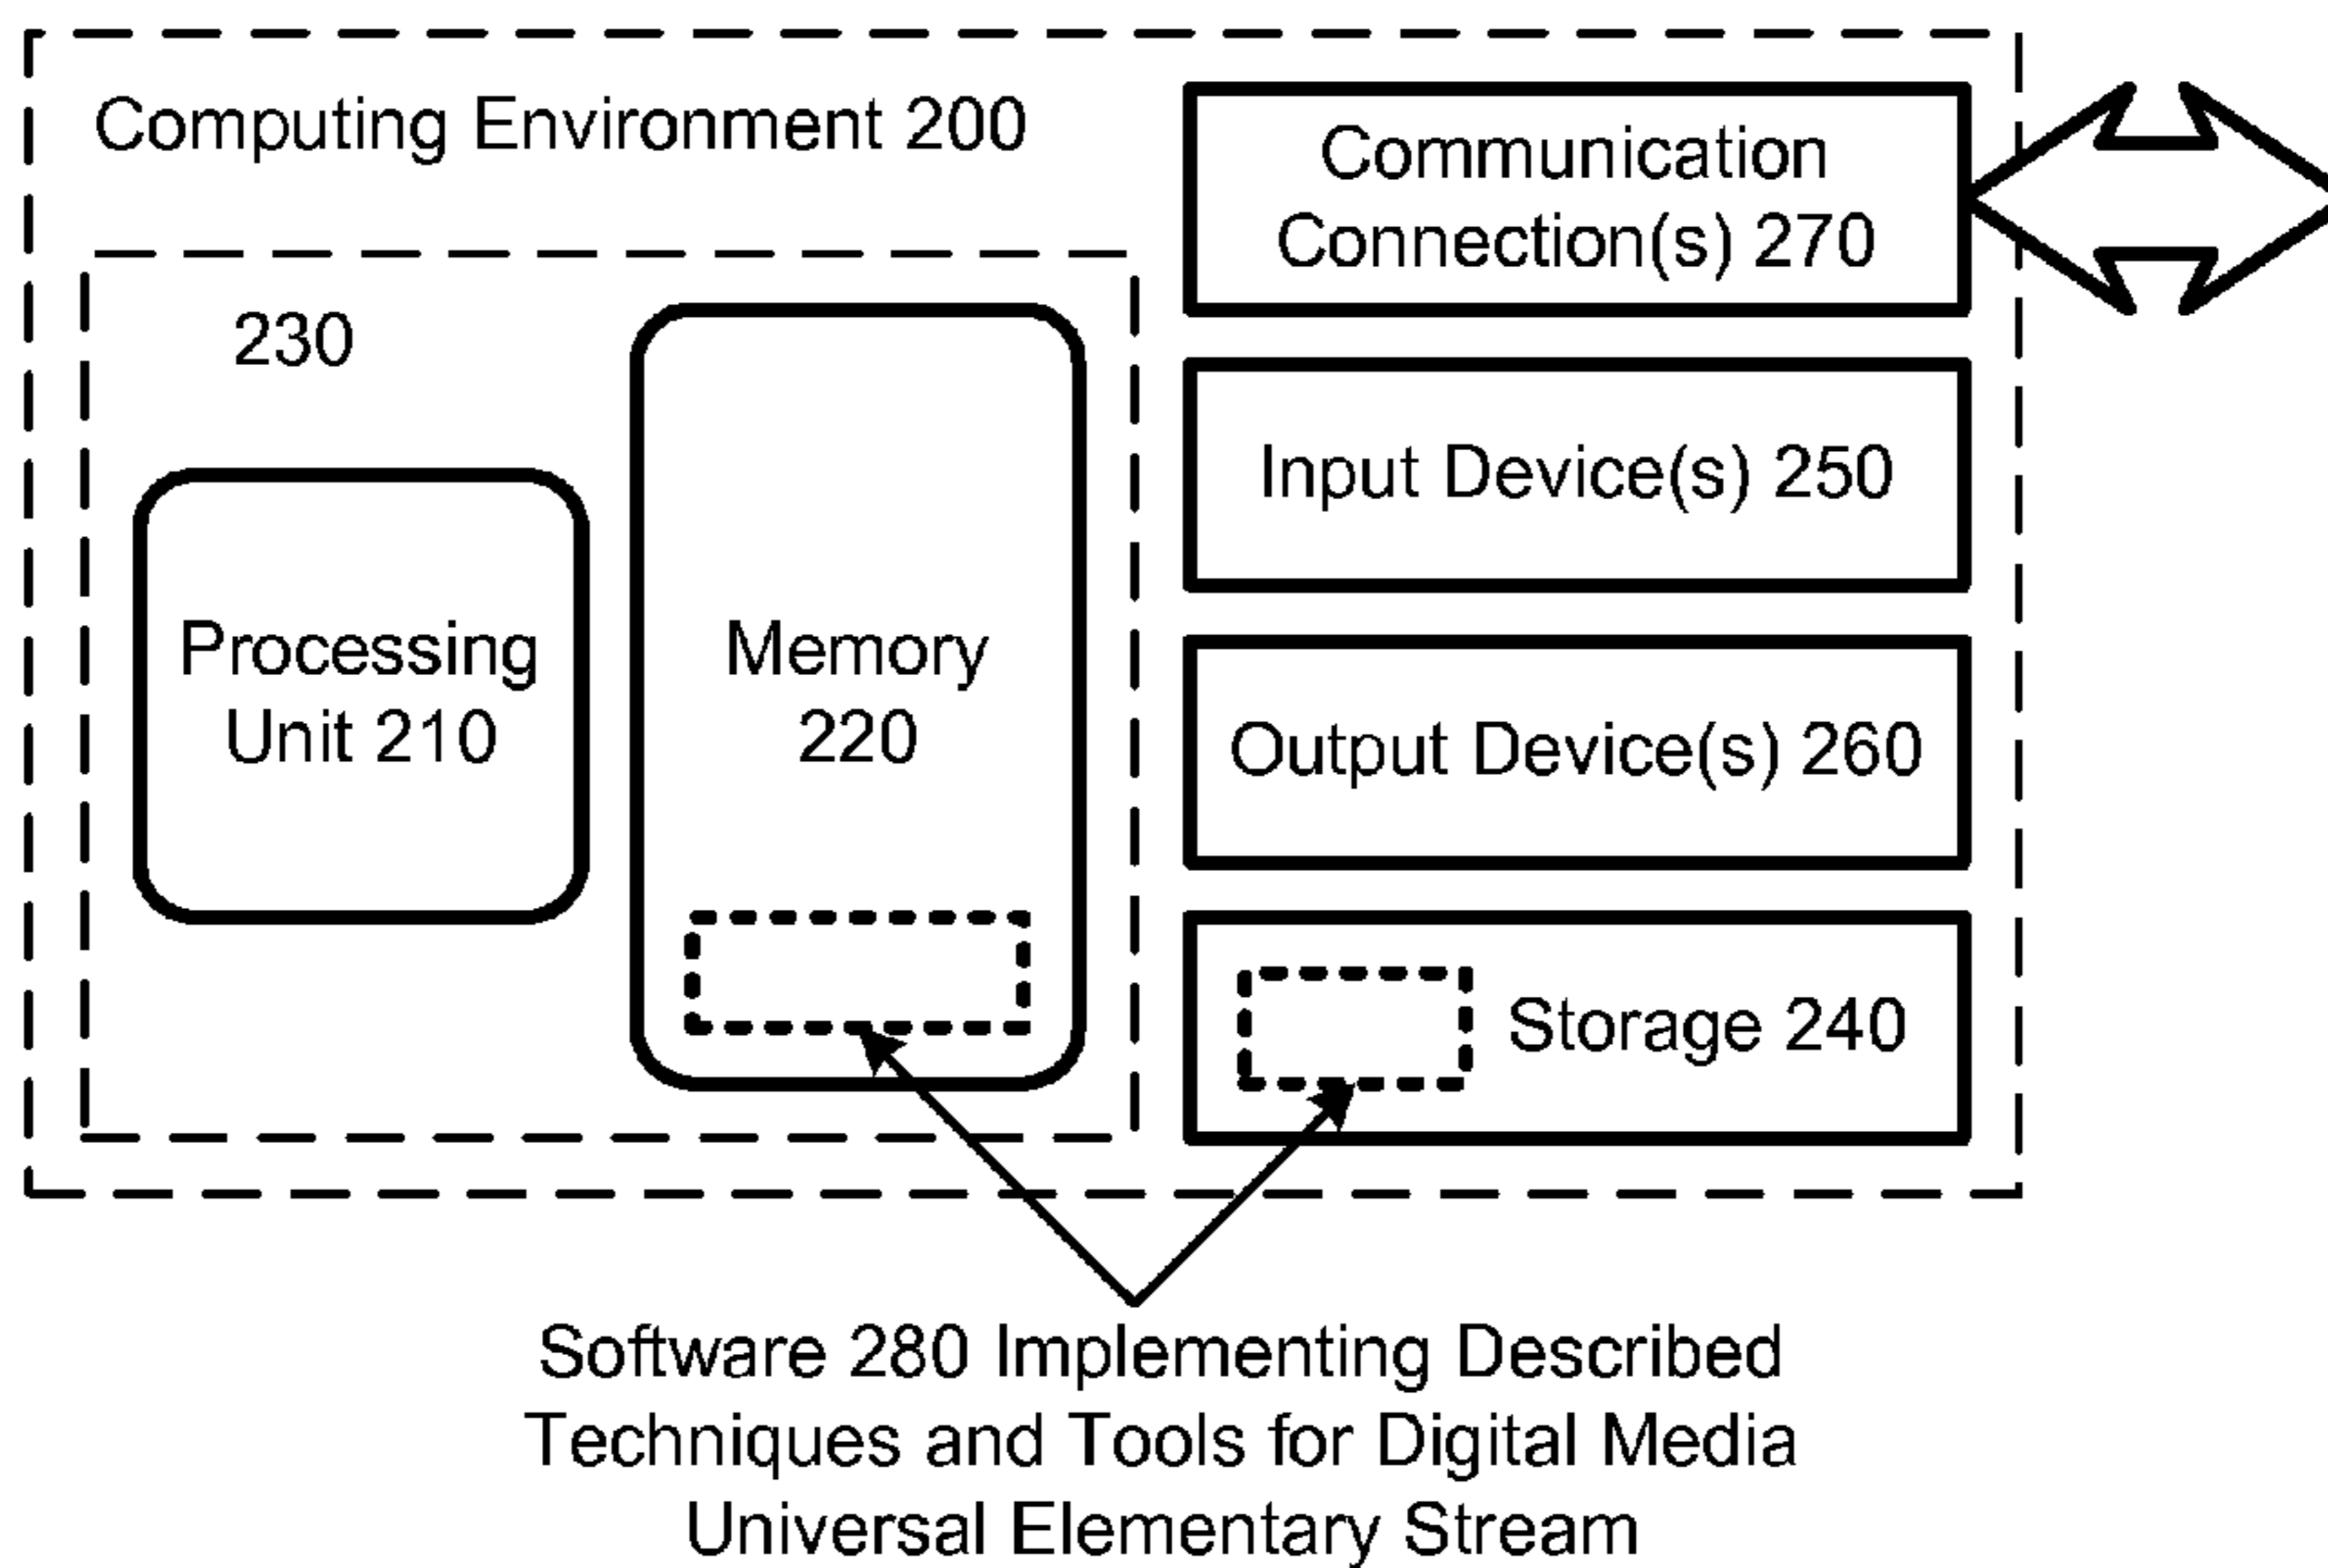 Computing Environment 200
Communication
Connection(s) 270
230
Input Device(s) 250
Processing
Unit 210
Memory
220
Output Device(s) 260
Storage 240
Software 280 Implementing Described
Techniques and Tools for Digital Media
Universal Elementary Stream